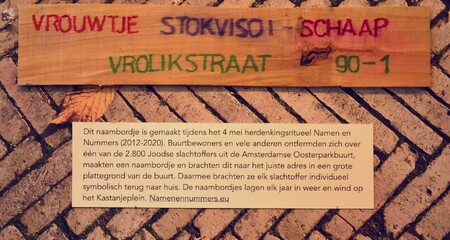 VROUWTJE STOKVISCH - SCHAAP
VROLIKSTRAAT 90-1
Dit naambordje is gemaakt tijdens het 4 mei herdenkingsritueel Namen en
Nummers (2012-2020). Buurtbewoners en vele anderen ontfermden zich over
één van de 2.800 Joodse slachtoffers uit de Amsterdamse Oosterparkbuurt,
maakten een naambordje en brachten dit naar het juiste adres in een grote
plattegrond van de buurt. Daarmee brachten ze elk slachtoffer individueel
symbolisch terug naar huis. De naambordjes lagen elk jaar in weer en wind op
het Kastanjeplein. Namenennummers.eu